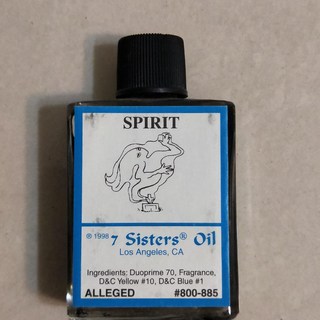 SPIRIT
® 1998 7 Sisters® Oil
Los Angeles, CA
Ingredients: Duoprime 70, Fragrance,
D&C Yellow #10, D&C Blue #1
ALLEGED #800-885